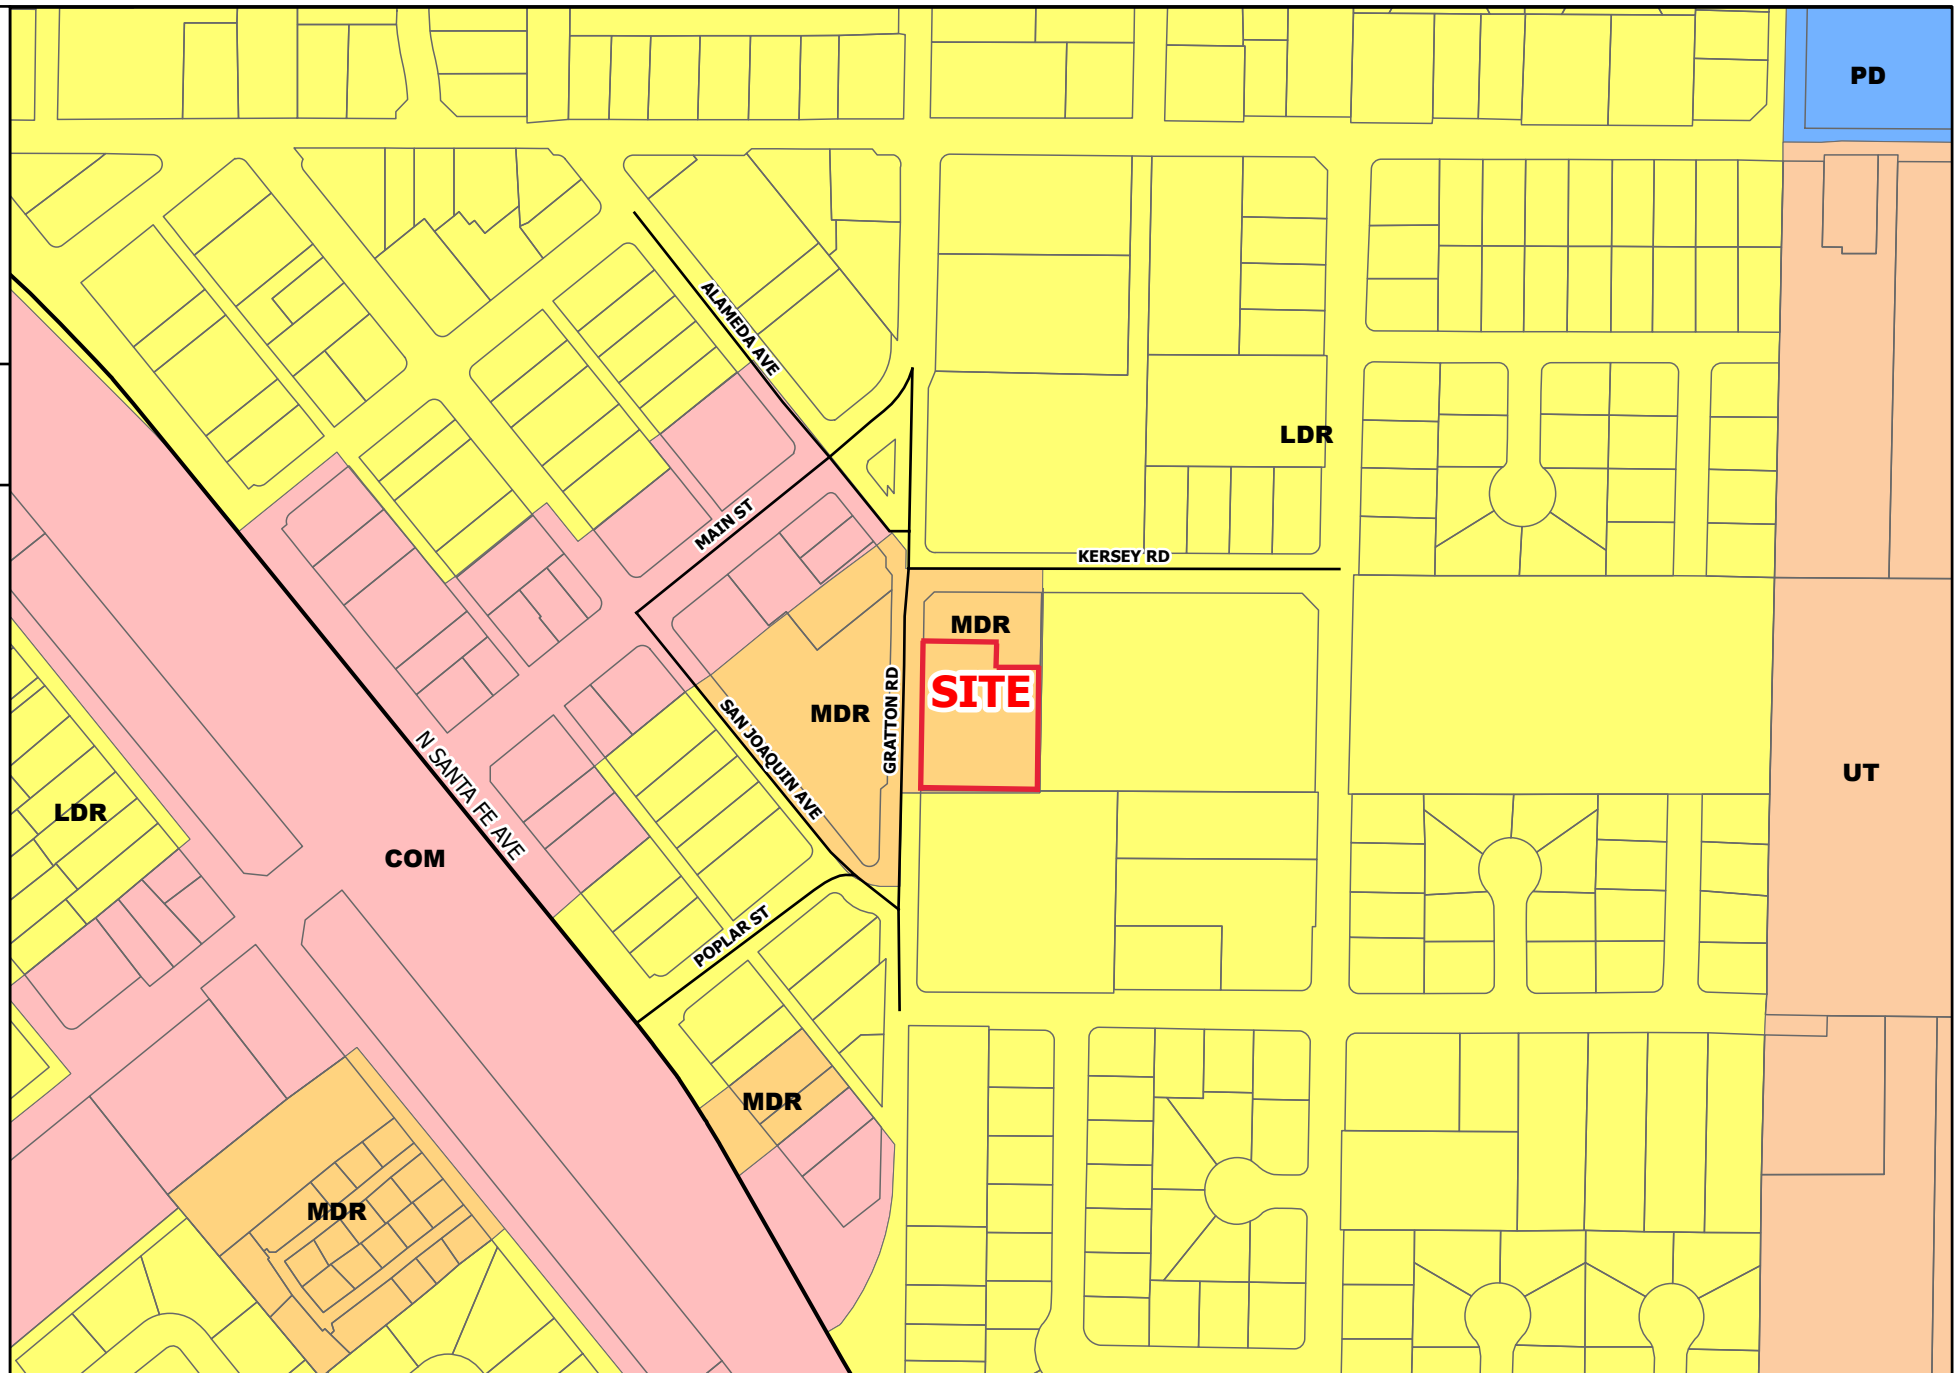 PD
ALAMEDA AVE
LDR
MAIN ST
KERSEY RD
MDR
SITE
MDR
GRATTON RD
SAN JOAQUIN AVE
N SANTA FE AVE
UT
LDR
COM
POPLAR ST
MDR
MDR